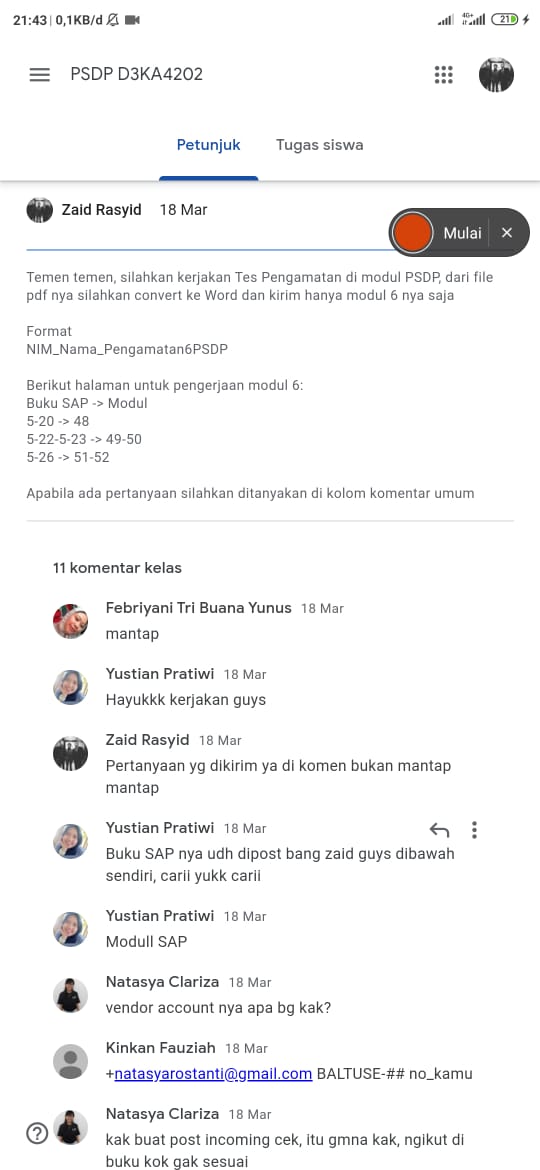 21:43 | 0,1KB/d
4G+
21
PSDP D3KA4202
Petunjuk Tugas siswa
Zaid Rasyid 18 Mar
Mulai ×
Temen temen, silahkan kerjakan Tes Pengamatan di modul PSDP, dari file
pdf nya silahkan convert ke Word dan kirim hanya modul 6 nya saja
Format
NIM_Nama_Pengamatan6PSDP
Berikut halaman untuk pengerjaan modul 6:
Buku SAP -> Modul
5-20 -> 48
5-22-5-23 -> 49-50
5-26 -> 51-52
Apabila ada pertanyaan silahkan ditanyakan di kolom komentar umum
11 komentar kelas
Febriyani Tri Buana Yunus 18 Mar
mantap
Yustian Pratiwi 18 Mar
Hayukkk kerjakan guys
Zaid Rasyid 18 Mar
Pertanyaan yg dikirim ya di komen bukan mantap
mantap
Yustian Pratiwi 18 Mar
Buku SAP nya udh dipost bang zaid guys dibawah
sendiri, carii yukk carii
Yustian Pratiwi 18 Mar
Modull SAP
Natasya Clariza 18 Mar
vendor account nya apa bg kak?
Kinkan Fauziah 18 Mar
+natasyarostanti@gmail.com BALTUSE-## no_kamu
Natasya Clariza 18 Mar
kak buat post incoming cek, itu gmna kak, ngikut di
buku kok gak sesuai